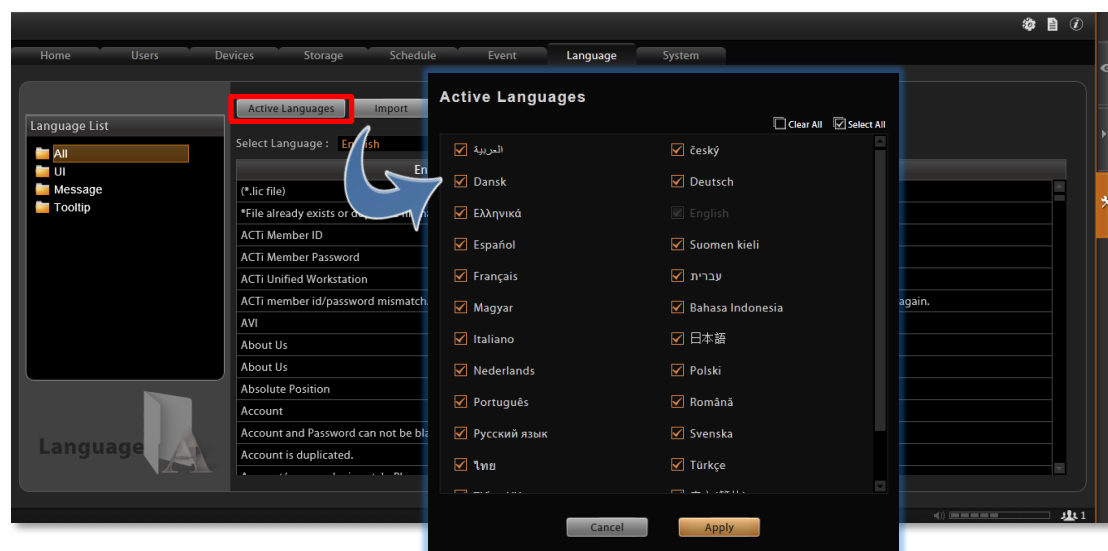 Home Users Devices Storage Schedule Event Language System
Active Languages Import
Language List
All
UI
Message
Tooltip
Language
Select Language : English
En
(*.lic file)
*File already exists or
ACTi Member ID
ACTi Member Password
ACTi Unified Workstation
ACTi member id/password mismatch. again.
AVI
About Us
About Us
Absolute Position
Account
Account and Password can not be bla
Account is duplicated.
Active Languages
Clear All Select All
العربية český
Dansk Deutsch
Ελληνικά English
Español Suomen kieli
Français עברית
Magyar Bahasa Indonesia
Italiano 日本語
Nederlands Polski
Português Română
Русский язык Svenska
ไทย Türkçe
Cancel Apply
1